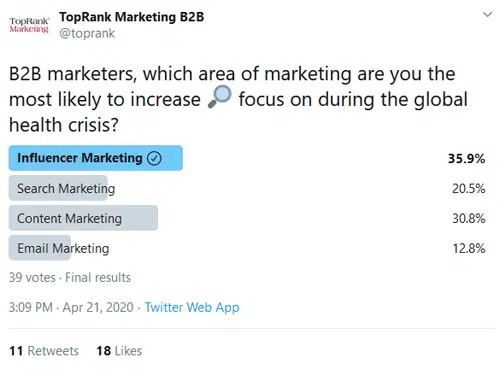 TopRank
Marketing
TopRank Marketing B2B
@toprank
B2B marketers, which area of marketing are you the
most likely to increase 🔎 focus on during the global
health crisis?
Influencer Marketing 35.9%
Search Marketing 20.5%
Content Marketing 30.8%
Email Marketing 12.8%
39 votes · Final results
3:09 PM · Apr 21, 2020 · Twitter Web App
11 Retweets 18 Likes